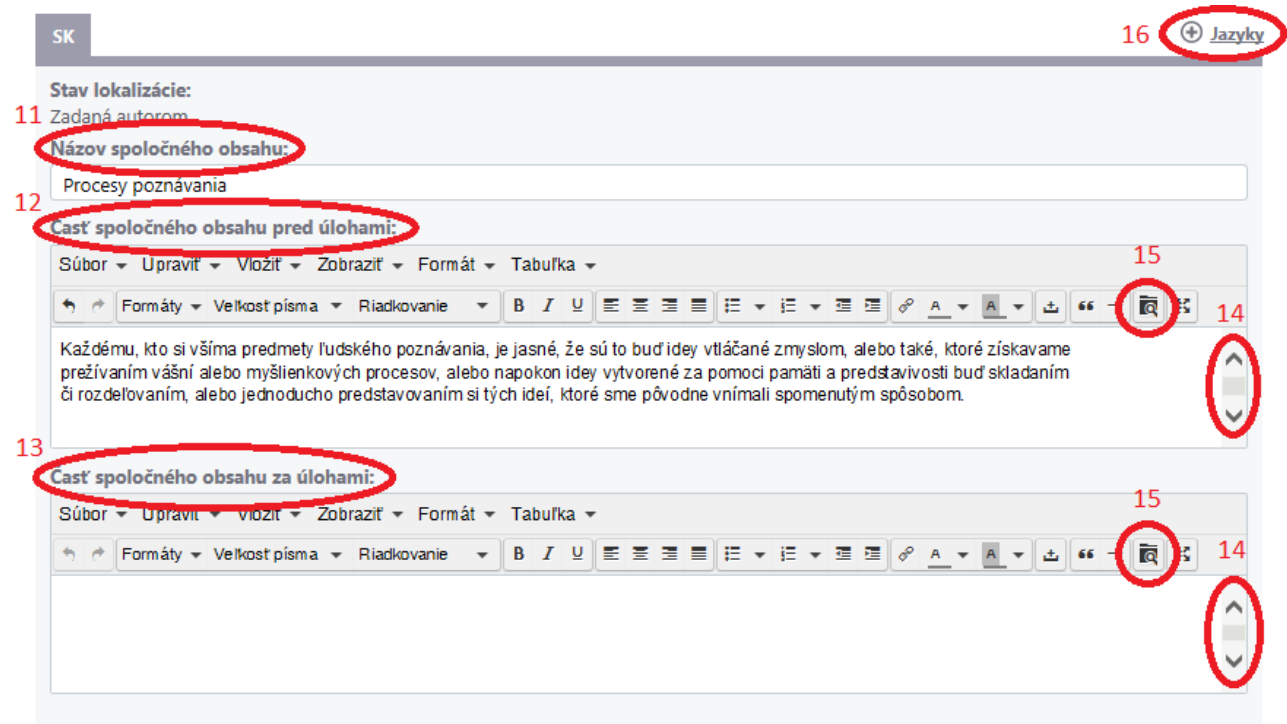 SK
16 Jazyky
Stav lokalizácie:
11 Zadaná autorom
Názov spoločného obsahu:
Procesy poznávania
12
Časť spoločného obsahu pred úlohami:
15
Súbor Upraviť Vložiť Zobraziť Formát Tabuľka
Formáty Veľkosť písma Riadkovanie B I U A A
14
Každému, kto si všíma predmety ľudského poznávania, je jasné, že sú to buď idey vtláčané zmyslom, alebo také, ktoré získavame
prežívaním vášní alebo myšlienkových procesov, alebo napokon idey vytvorené za pomoci pamäti a predstavivosti buď skladaním
či rozdeľovaním, alebo jednoducho predstavovaním si tých ideí, ktoré sme pôvodne vnímali spomenutým spôsobom.
13
Časť spoločného obsahu za úlohami:
15
Súbor Upraviť Vložiť Zobraziť Formát Tabuľka
Formáty Veľkosť písma Riadkovanie B I U A A
14